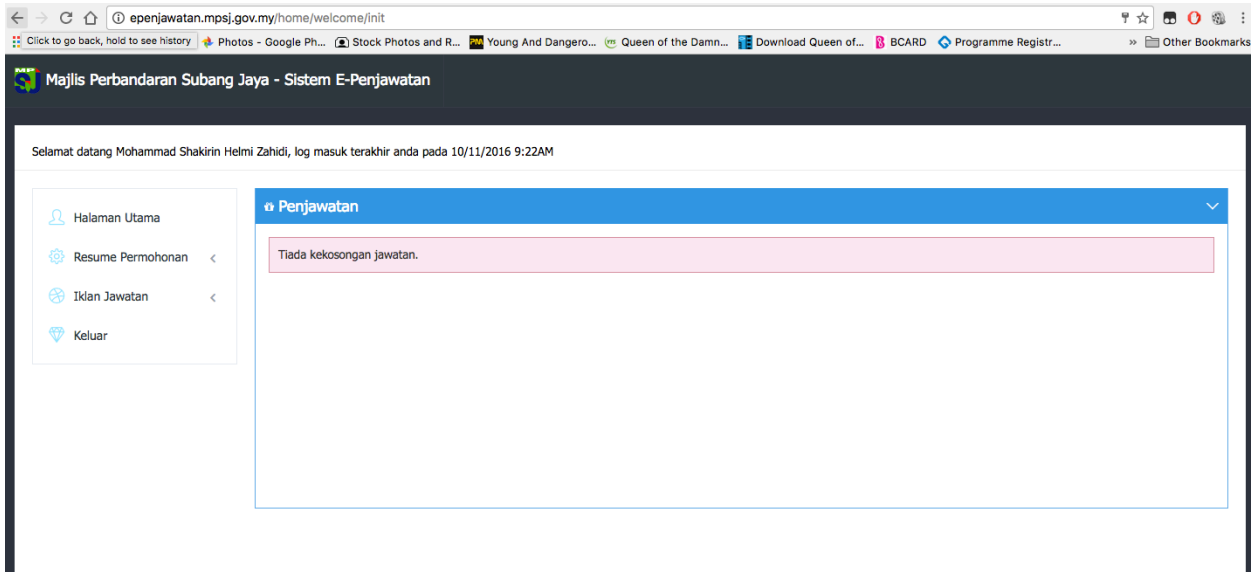 epenjawatan.mpsj.gov.my/home/welcome/init
Click to go back, hold to see history Photos - Google Ph... Stock Photos and R... Young And Dangero... Queen of the Damn... Download Queen of... BCARD Programme Registr... » Other Bookmarks
Majlis Perbandaran Subang Jaya - Sistem E-Penjawatan
Selamat datang Mohammad Shakirin Helmi Zahidi, log masuk terakhir anda pada 10/11/2016 9:22AM
Halaman Utama
Resume Permohonan
Iklan Jawatan
Keluar
Penjawatan
Tiada kekosongan jawatan.